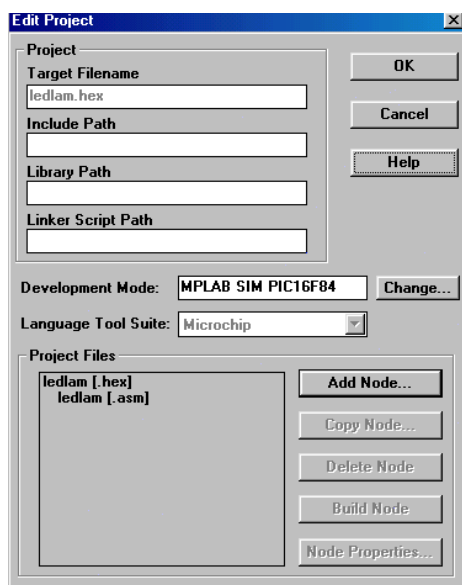 Edit Project
Project
Target Filename
ledlam.hex
Include Path
Library Path
Linker Script Path
OK
Cancel
Help
Development Mode: MPLAB SIM PIC16F84 Change...
Language Tool Suite: Microchip
Project Files
ledlam [.hex]
ledlam [.asm]
Add Node...
Copy Node...
Delete Node
Build Node
Node Properties...